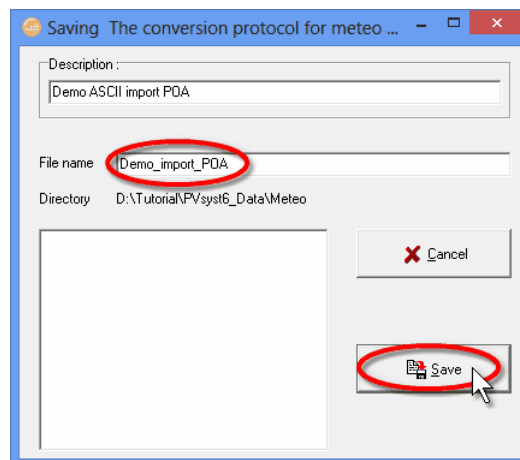 Saving The conversion protocol for meteo ...
Description :
Demo ASCII import POA
File name Demo_import_POA
Directory D:\Tutorial\PVsyst6_Data\Meteo
Cancel
Save